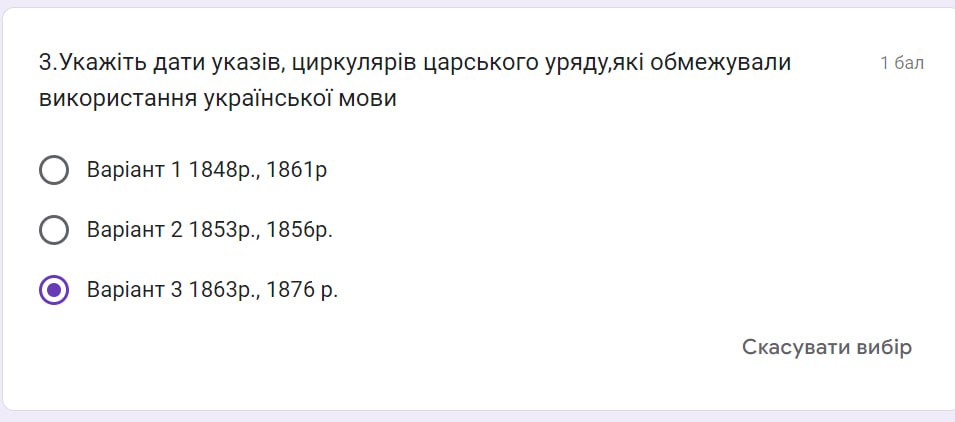 3.Укажіть дати указів, циркулярів царського уряду,які обмежували
1 бал
використання української мови
Варіант 1 1848р., 1861р
Варіант 2 1853р., 1856р.
Варіант 3 1863р., 1876 р.
Скасувати вибір